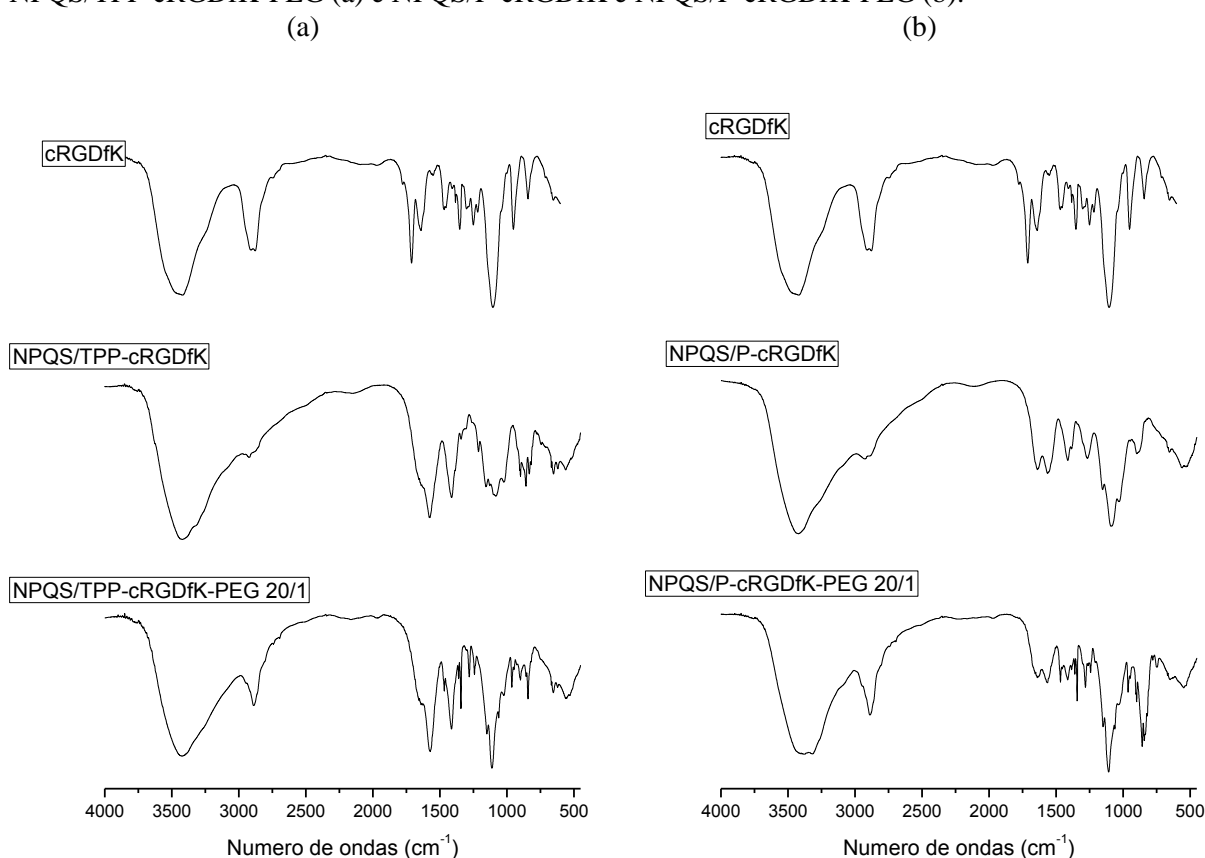 (a) (b)
cRGDfK cRGDfK
NPQS/TPP-cRGDfK NPQS/P-cRGDfK
NPQS/TPP-cRGDfK-PEG 20/1 NPQS/P-cRGDfK-PEG 20/1
4000 3500 3000 2500 2000 1500 1000 500 4000 3500 3000 2500 2000 1500 1000 500
Numero de ondas (cm⁻¹) Numero de ondas (cm⁻¹)